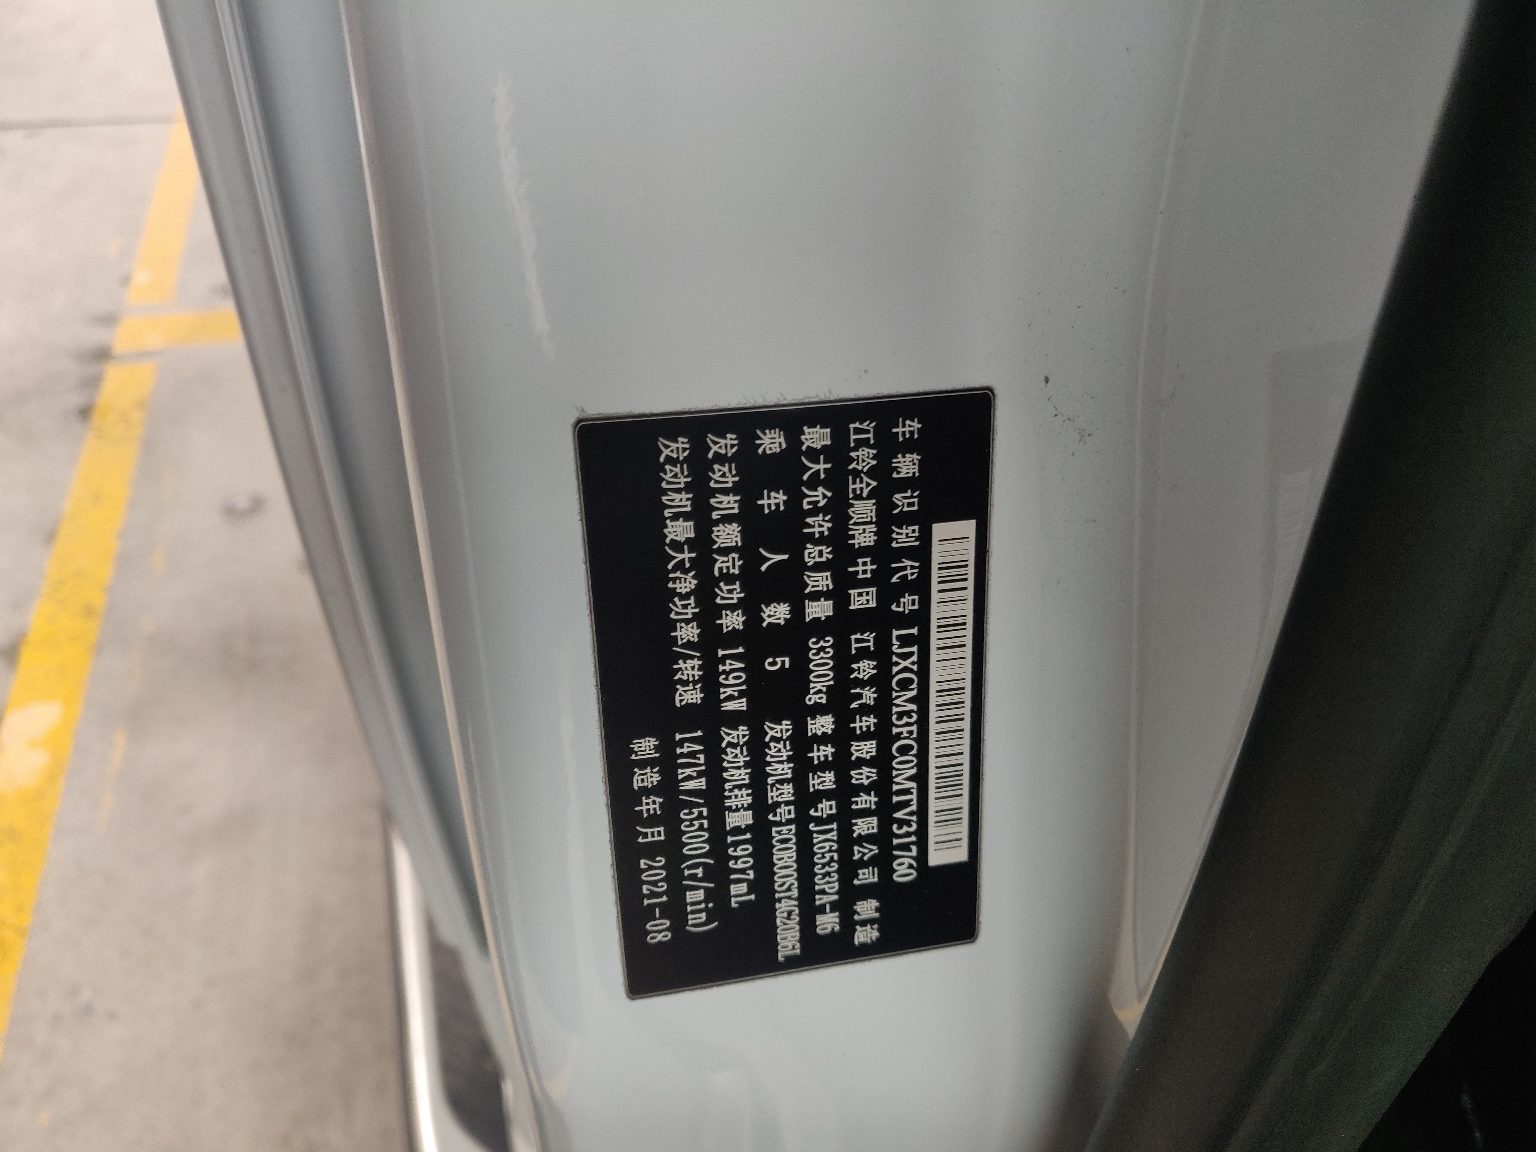 车辆识别代号 LJXCM3FC0MTV31760
江铃全顺牌 中国 江铃汽车股份有限公司 制造
最大允许总质量 3300kg 整车型号 JX6533PA-M6
乘车人数 5 发动机型号 ECOBOOST4G20B6L
发动机额定功率 149kW 发动机排量 1997mL
发动机最大净功率/转速 147kW/5500(r/min)
制造年月 2021-08